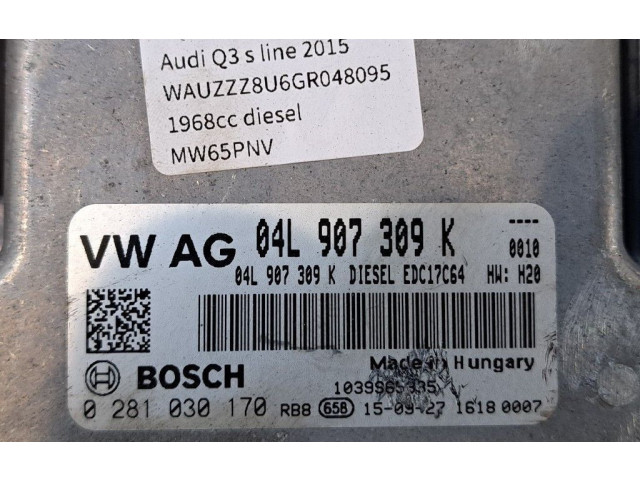 Audi Q3 s line 2015
WAUZZZ8U6GR048095
1968cc diesel
MW65PNV
----
VW AG 04L 907 309 K 0010
04L 907 309 K DIESEL EDC17C64 HW: H20
Made in Hungary
BOSCH
0 281 030 170 RB8 658 15-09-27 1618 0007